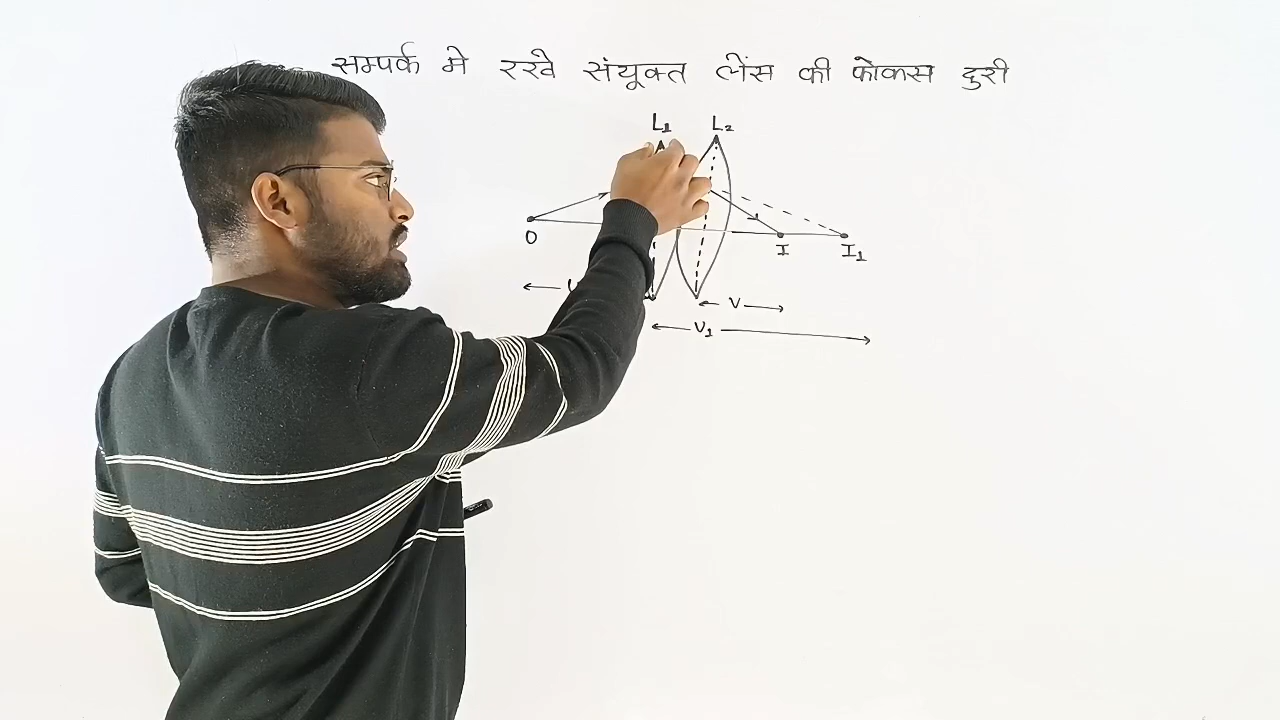 सम्पर्क मे रखे संयूक्त लेंस की फोकस दुरी
L₁ L₂
O I I₁
V
V₁